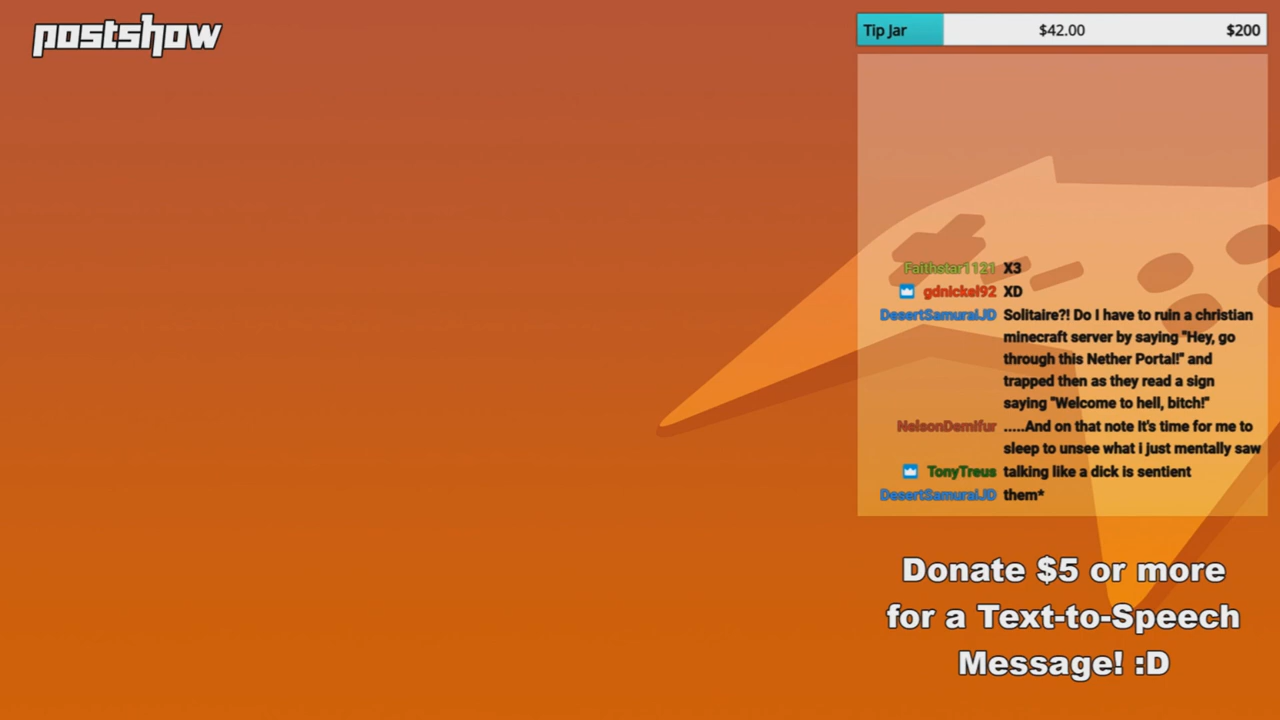 postshow
Tip Jar $42.00 $200
Faithstar1121 X3
gdnickel92 XD
DesertSamuraiJD Solitaire?! Do I have to ruin a christian
minecraft server by saying "Hey, go
through this Nether Portal!" and
trapped then as they read a sign
saying "Welcome to hell, bitch!"
NelsonDemifur .....And on that note It's time for me to
sleep to unsee what i just mentally saw
TonyTreus talking like a dick is sentient
DesertSamuraiJD them*
Donate $5 or more
for a Text-to-Speech
Message! :D